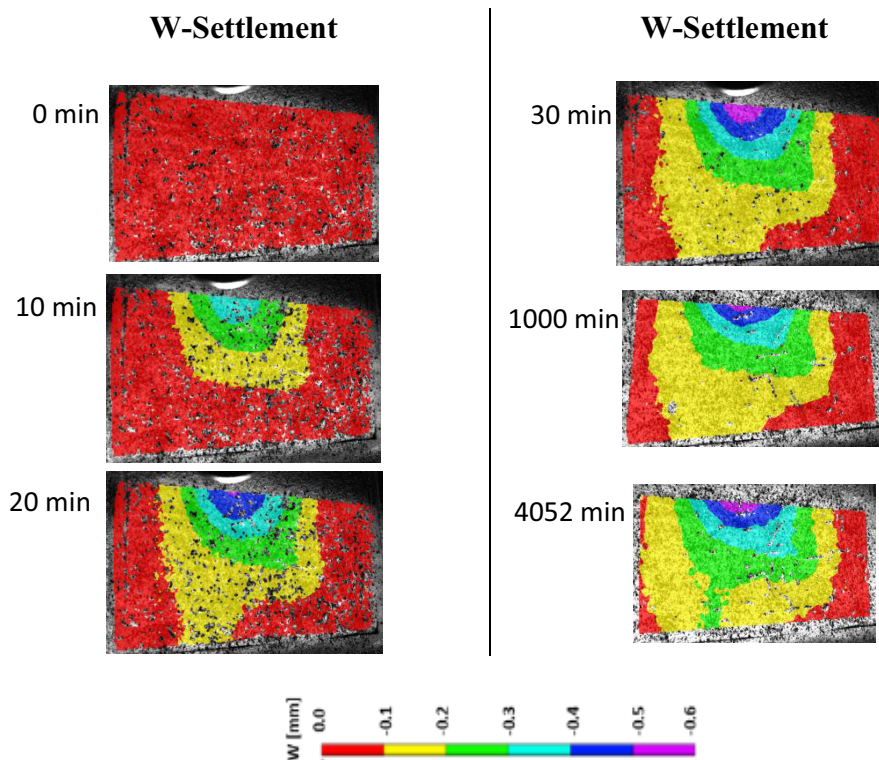 W-Settlement
0 min
10 min
20 min
W-Settlement
30 min
1000 min
4052 min
W [mm] 0.0 -0.1 -0.2 -0.3 -0.4 -0.5 -0.6